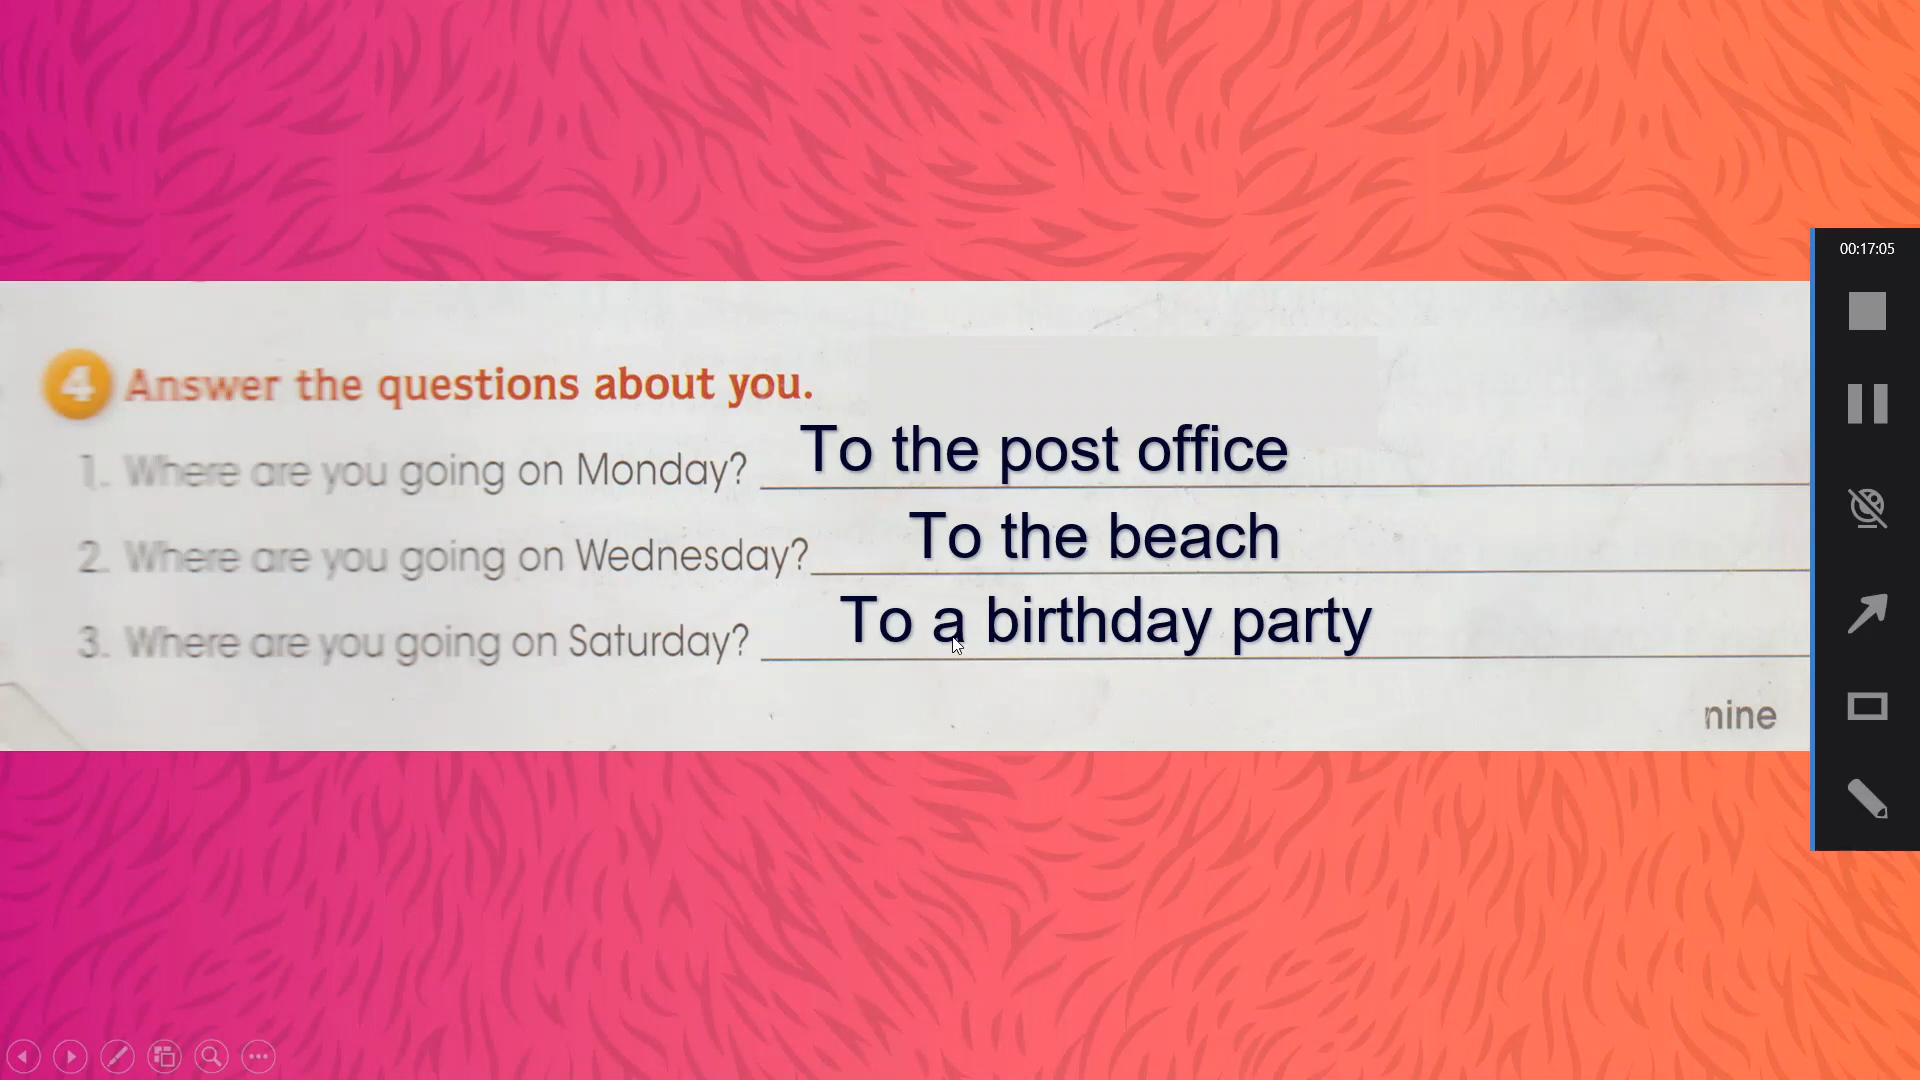 00:17:05
4 Answer the questions about you.
1. Where are you going on Monday? To the post office
2. Where are you going on Wednesday? To the beach
3. Where are you going on Saturday? To a birthday party
nine